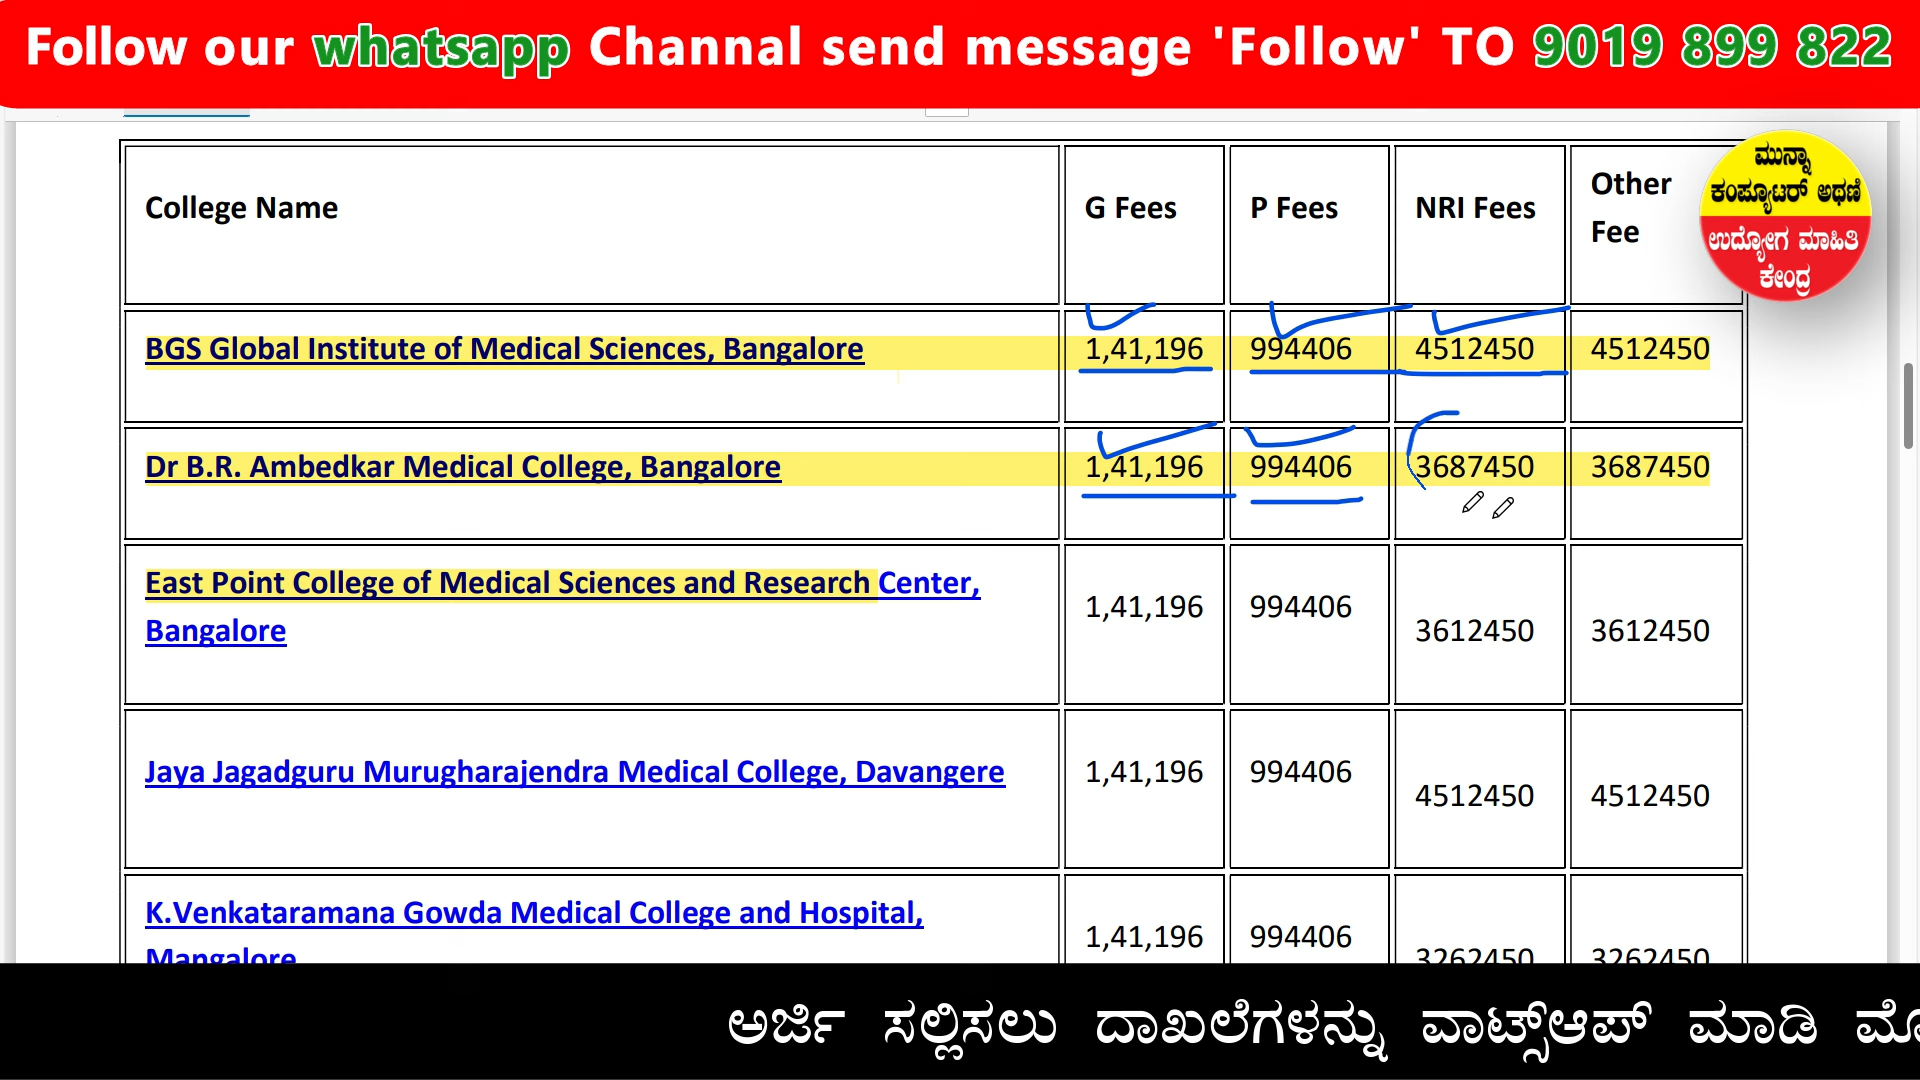 Follow our whatsapp Channal send message 'Follow' TO 9019 899 822
ಮುನ್ನಾ
ಕಂಪ್ಯೂಟರ್ ಅಥಣಿ
ಉದ್ಯೋಗ ಮಾಹಿತಿ
ಕೇಂದ್ರ
College Name G Fees P Fees NRI Fees Other Fee
BGS Global Institute of Medical Sciences, Bangalore 1,41,196 994406 4512450 4512450
Dr B.R. Ambedkar Medical College, Bangalore 1,41,196 994406 3687450 3687450
East Point College of Medical Sciences and Research Center,
Bangalore 1,41,196 994406 3612450 3612450
Jaya Jagadguru Murugharajendra Medical College, Davangere 1,41,196 994406 4512450 4512450
K.Venkataramana Gowda Medical College and Hospital,
Mangalore 1,41,196 994406 3262450 3262450
ಅರ್ಜಿ ಸಲ್ಲಿಸಲು ದಾಖಲೆಗಳನ್ನು ವಾಟ್ಸ್ಆಪ್ ಮಾಡಿ